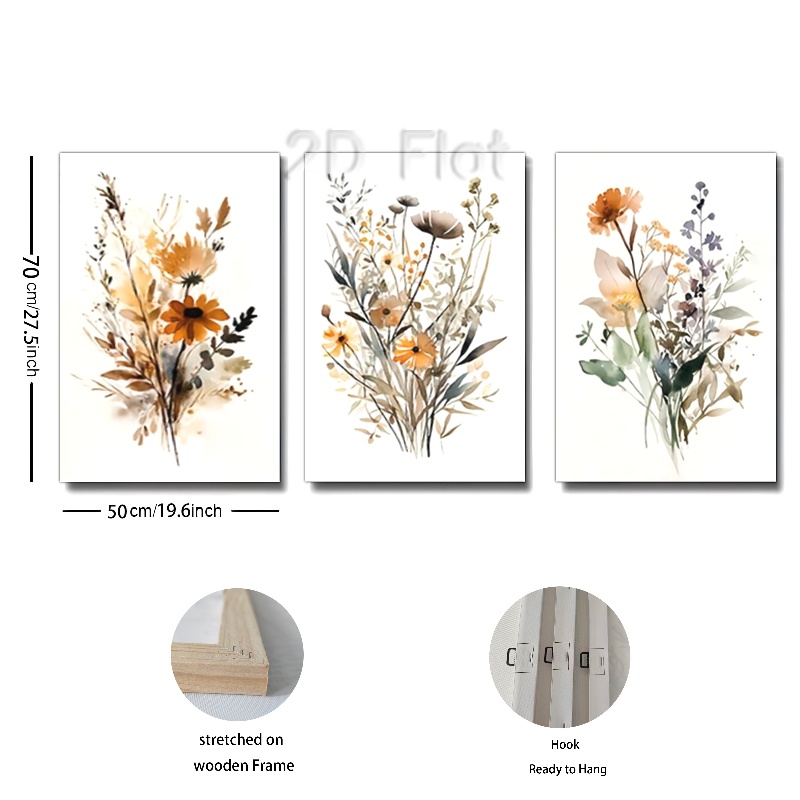 2D Flat
70 cm/27.5inch
50cm/19.6inch
stretched on
wooden Frame
Hook
Ready to Hang